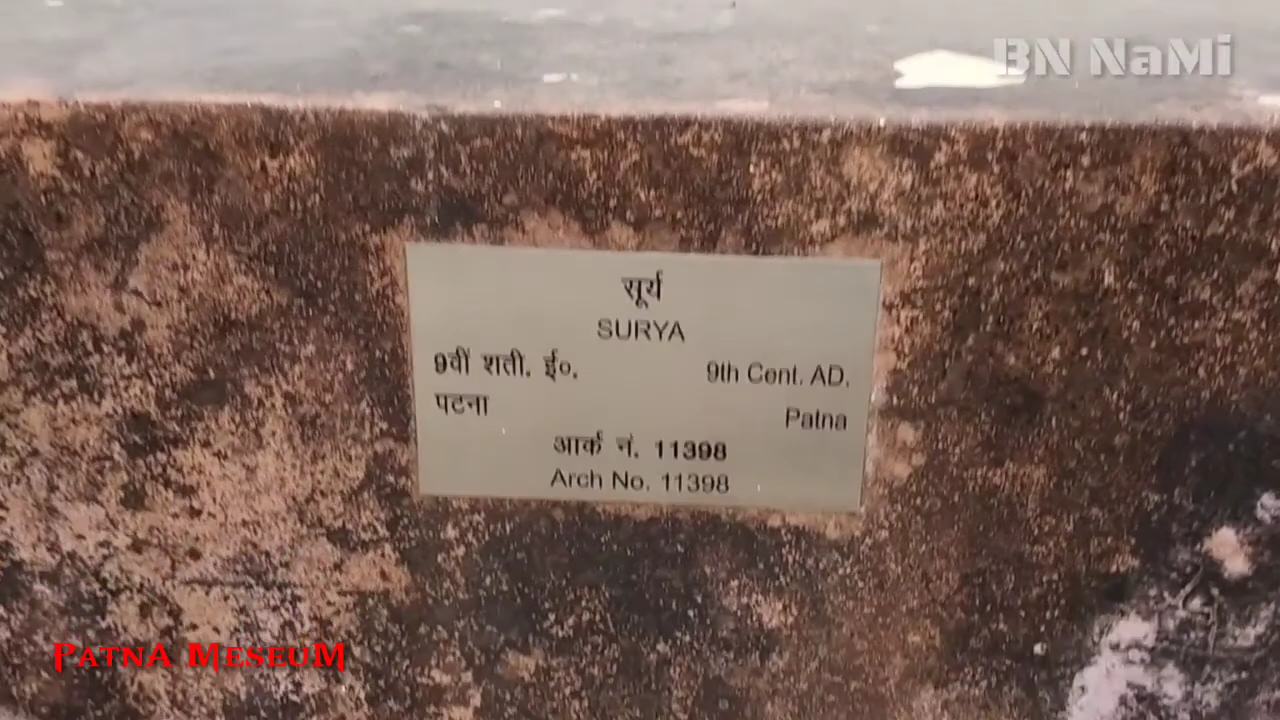 BN NaMi
सूर्य
SURYA
9वीं शती. ई०. 9th Cent. AD.
पटना Patna
आर्क नं. 11398
Arch No. 11398
PATNA MESEUM